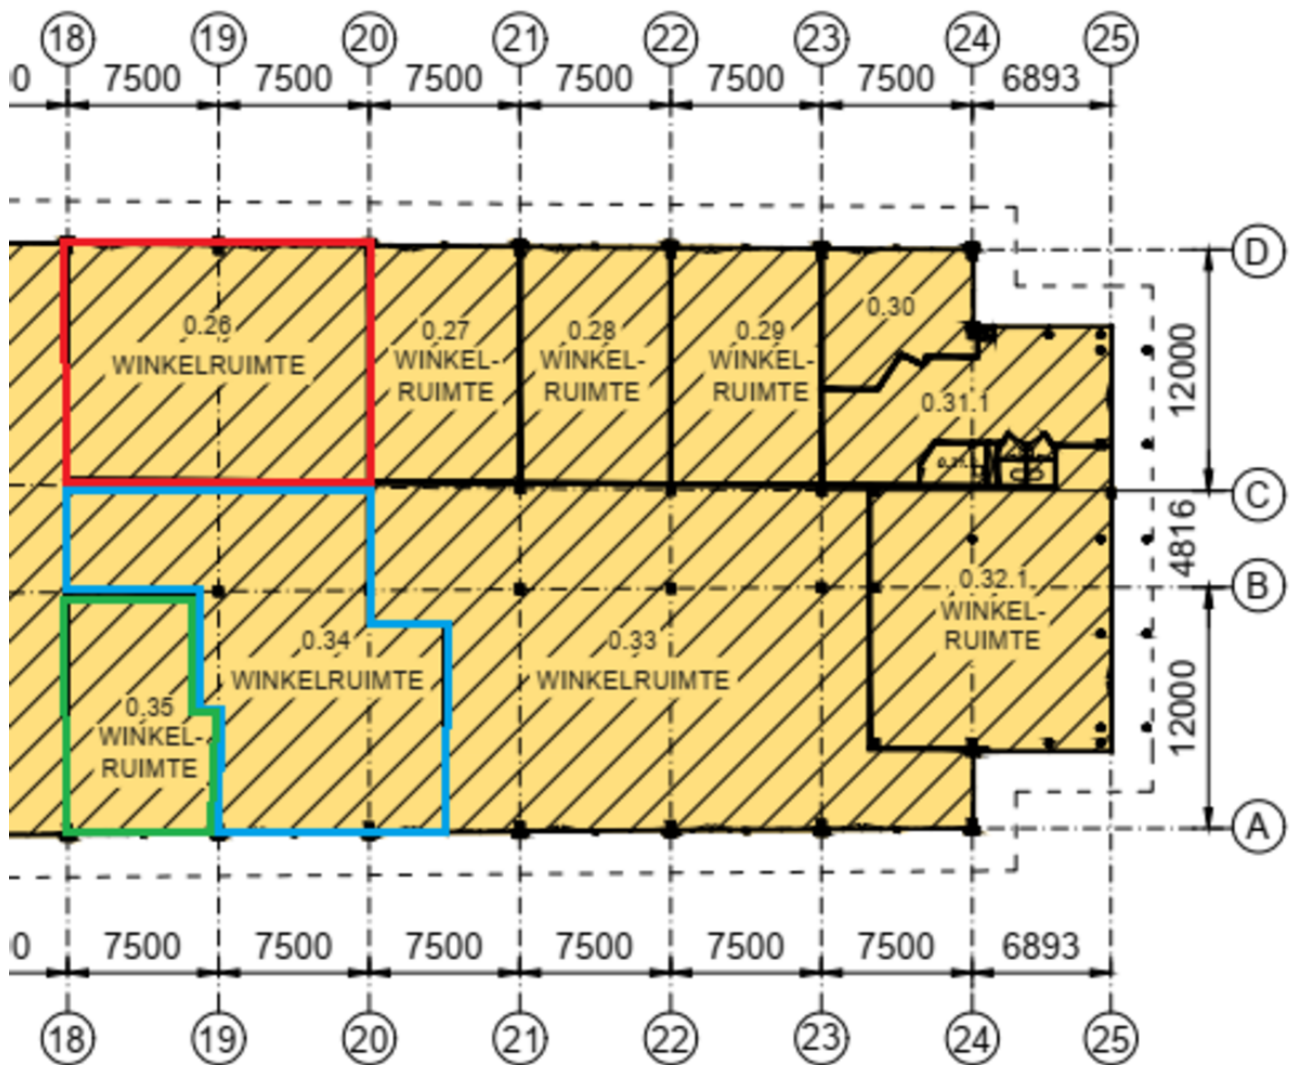 18 19 20 21 22 23 24 25
00 7500 7500 7500 7500 7500 7500 6893
D
0.26
WINKELRUIMTE
0.27
WINKEL-
RUIMTE
0.28
WINKEL-
RUIMTE
0.29
WINKEL-
RUIMTE
0.30
0.31.1
12000
C
4816
B
0.32.1
WINKEL-
RUIMTE
0.34
WINKELRUIMTE
0.33
WINKELRUIMTE
0.35
WINKEL-
RUIMTE
12000
A
00 7500 7500 7500 7500 7500 7500 6893
18 19 20 21 22 23 24 25